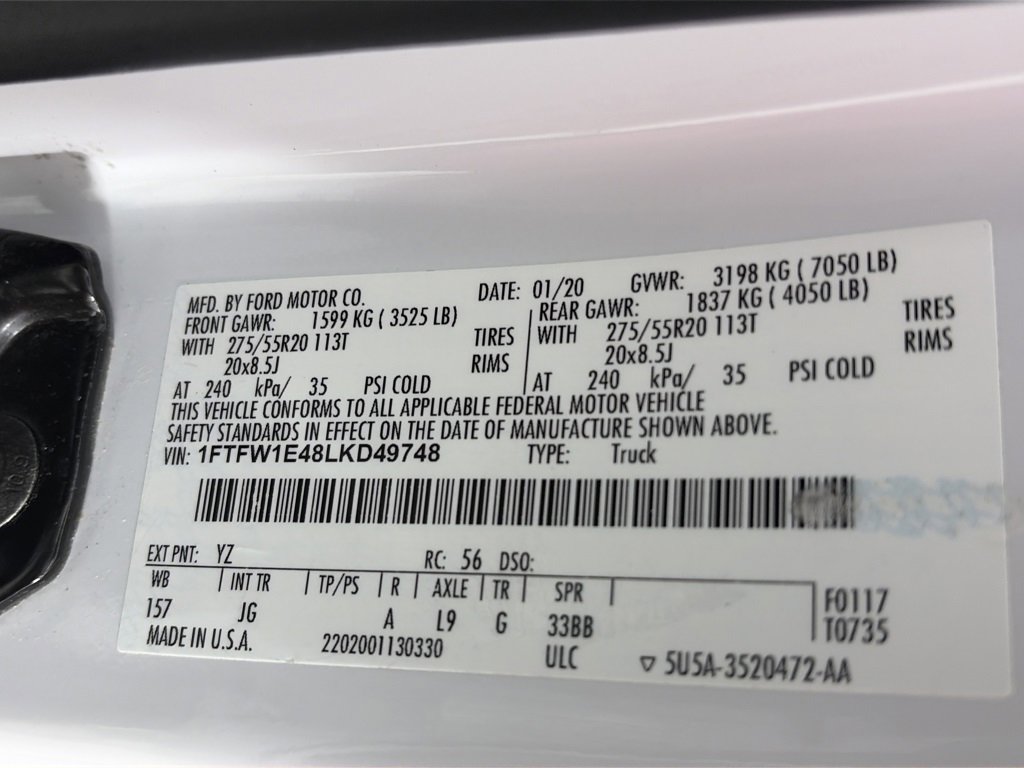 MFD. BY FORD MOTOR CO. DATE: 01/20 GVWR: 3198 KG ( 7050 LB)
FRONT GAWR: 1599 KG ( 3525 LB) REAR GAWR: 1837 KG ( 4050 LB)
WITH 275/55R20 113T TIRES WITH 275/55R20 113T TIRES
20x8.5J RIMS 20x8.5J RIMS
AT 240 kPa/ 35 PSI COLD AT 240 kPa/ 35 PSI COLD
THIS VEHICLE CONFORMS TO ALL APPLICABLE FEDERAL MOTOR VEHICLE
SAFETY STANDARDS IN EFFECT ON THE DATE OF MANUFACTURE SHOWN ABOVE.
VIN: 1FTFW1E48LKD49748 TYPE: Truck
EXT PNT: YZ RC: 56 DSO:
WB INT TR TP/PS R AXLE TR SPR
157 JG A L9 G 33BB
F0117
T0735
MADE IN U.S.A. 2202001130330 ULC ▽ 5U5A-3520472-AA